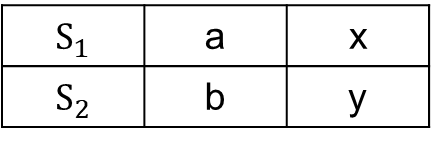 S₁ a x
S₂ b y